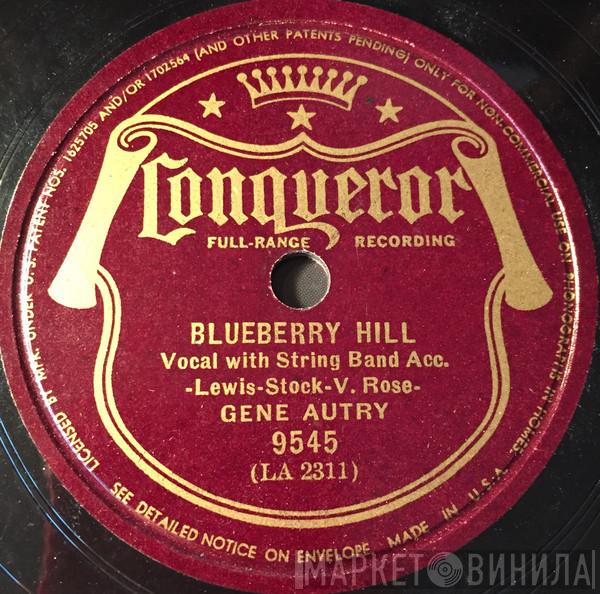 LICENSED BY MFR. UNDER U.S. PATENT NOS. 1625705 AND/OR 1702564 (AND OTHER PATENTS PENDING) ONLY FOR NON-COMMERCIAL USE ON PHONOGRAPHS IN HOMES.
Conqueror
FULL-RANGE RECORDING
BLUEBERRY HILL
Vocal with String Band Acc.
-Lewis-Stock-V. Rose-
GENE AUTRY
9545
(LA 2311)
SEE DETAILED NOTICE ON ENVELOPE. MADE IN U.S.A.
МАРКЕТ ВИНИЛА